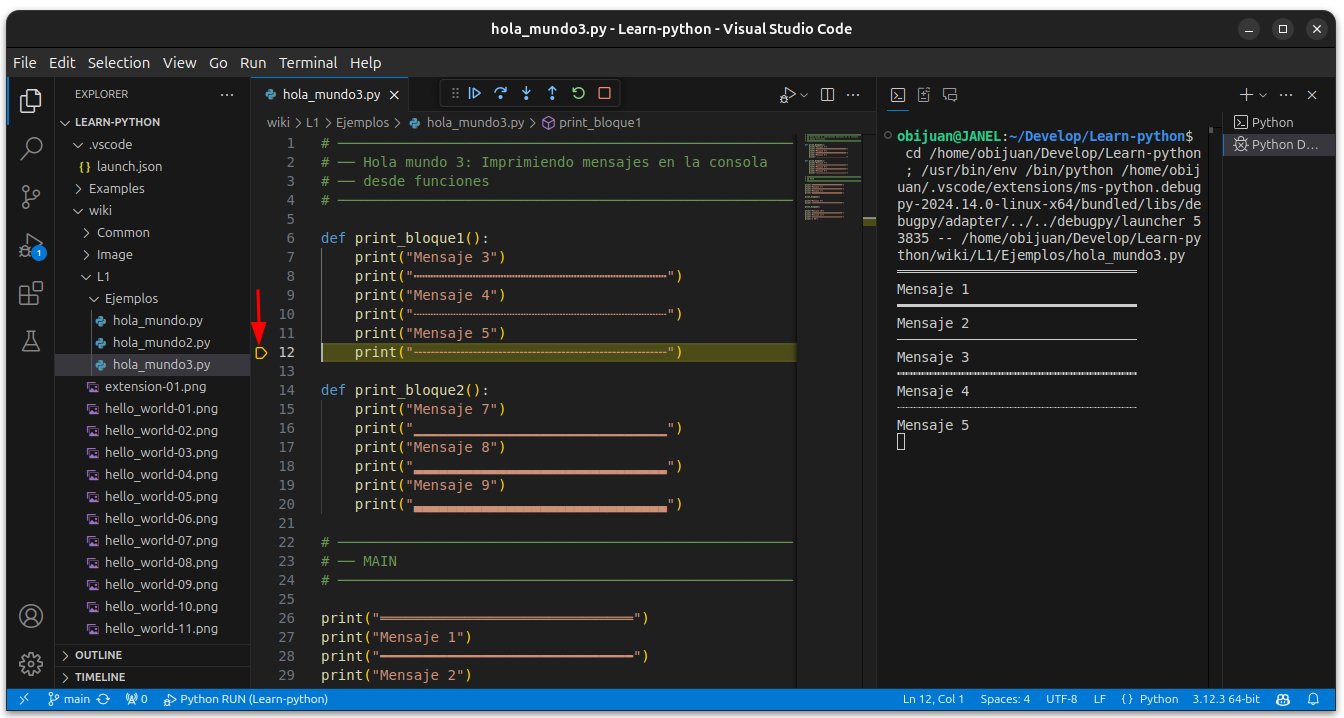 hola_mundo3.py - Learn-python - Visual Studio Code
File Edit Selection View Go Run Terminal Help
EXPLORER
LEARN-PYTHON
.vscode
launch.json
Examples
wiki
Common
Image
L1
Ejemplos
hola_mundo.py
hola_mundo2.py
hola_mundo3.py
extension-01.png
hello_world-01.png
hello_world-02.png
hello_world-03.png
hello_world-04.png
hello_world-05.png
hello_world-06.png
hello_world-07.png
hello_world-08.png
hello_world-09.png
hello_world-10.png
hello_world-11.png
OUTLINE
TIMELINE
1
hola_mundo3.py
wiki > L1 > Ejemplos > hola_mundo3.py > print_bloque1
1 # ──────────────────────
2 # ── Hola mundo 3: Imprimiendo mensajes en la consola
3 # ── desde funciones
4 # ──────────────────────
5
6 def print_bloque1():
7 print("Mensaje 3")
8 print("┅┅┅┅┅┅┅┅┅┅┅┅┅┅┅┅┅┅┅┅┅┅┅┅┅┅┅┅┅┅")
9 print("Mensaje 4")
10 print("┄┄┄┄┄┄┄┄┄┄┄┄┄┄┄┄┄┄┄┄┄┄┄┄┄┄┄┄┄┄")
11 print("Mensaje 5")
12 print("┄┄┄┄┄┄┄┄┄┄┄┄┄┄┄┄┄┄┄┄┄┄┄┄┄┄┄┄┄┄")
13
14 def print_bloque2():
15 print("Mensaje 7")
16 print("▁▁▁▁▁▁▁▁▁▁▁▁▁▁▁▁▁▁▁▁▁▁▁▁▁▁▁▁▁▁")
17 print("Mensaje 8")
18 print("▂▂▂▂▂▂▂▂▂▂▂▂▂▂▂▂▂▂▂▂▂▂▂▂▂▂▂▂▂▂")
19 print("Mensaje 9")
20 print("▃▃▃▃▃▃▃▃▃▃▃▃▃▃▃▃▃▃▃▃▃▃▃▃▃▃▃▃▃▃")
21
22 # ──────────────────────
23 # ── MAIN
24 # ──────────────────────
25
26 print("══════════════════════════════")
27 print("Mensaje 1")
28 print("━━━━━━━━━━━━━━━━━━━━━━━━━━━━━━")
29 print("Mensaje 2")
obijuan@JANEL:~/Develop/Learn-python$
cd /home/obijuan/Develop/Learn-python
; /usr/bin/env /bin/python /home/obij
uan/.vscode/extensions/ms-python.debug
py-2024.14.0-linux-x64/bundled/libs/de
bugpy/adapter/../../debugpy/launcher 5
3835 -- /home/obijuan/Develop/Learn-py
thon/wiki/L1/Ejemplos/hola_mundo3.py
══════════════════════════════
Mensaje 1
━━━━━━━━━━━━━━━━━━━━━━━━━━━━━━
Mensaje 2
──────────────────────────────
Mensaje 3
┅┅┅┅┅┅┅┅┅┅┅┅┅┅┅┅┅┅┅┅┅┅┅┅┅┅┅┅┅┅
Mensaje 4
┄┄┄┄┄┄┄┄┄┄┄┄┄┄┄┄┄┄┄┄┄┄┄┄┄┄┄┄┄┄
Mensaje 5
Python
Python D...
main 0 Python RUN (Learn-python) Ln 12, Col 1 Spaces: 4 UTF-8 LF {} Python 3.12.3 64-bit